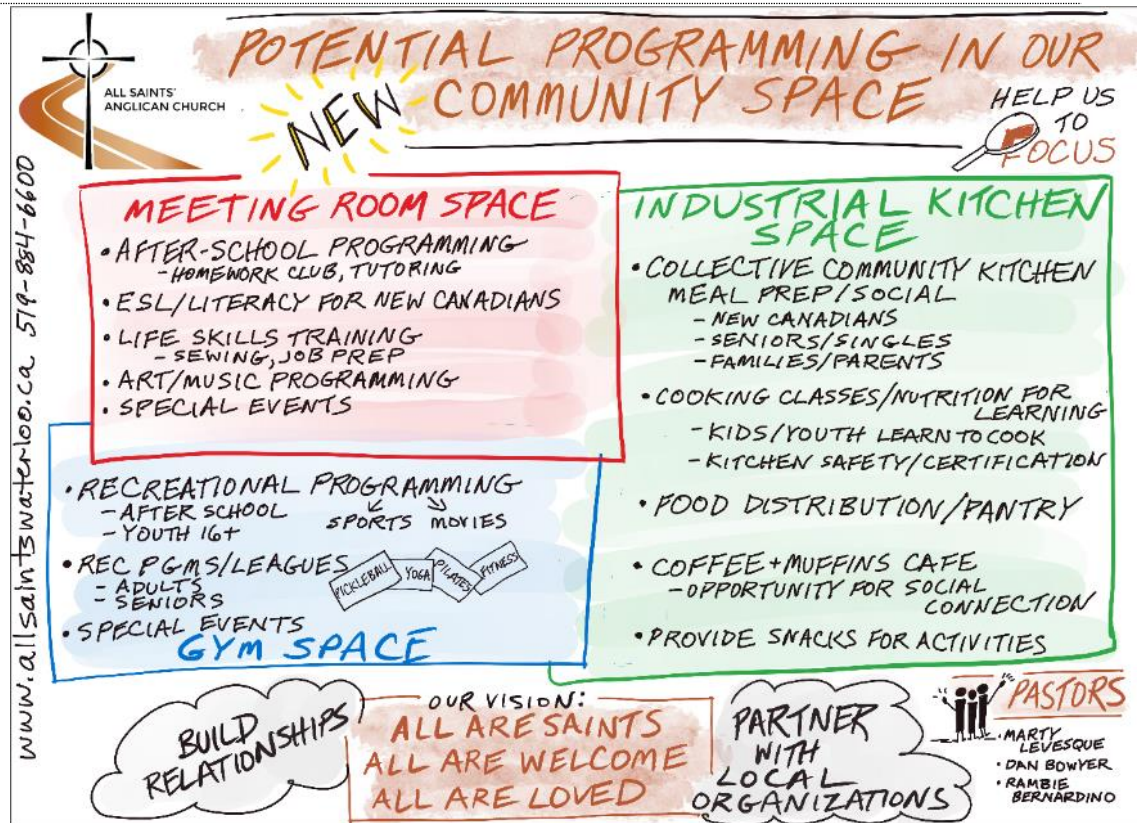 ALL SAINTS'
ANGLICAN CHURCH
POTENTIAL PROGRAMMING IN OUR
COMMUNITY SPACE
NEW
HELP US
TO
FOCUS
www.allsaintswaterloo.ca 519-884-6600
MEETING ROOM SPACE
• AFTER-SCHOOL PROGRAMMING
- HOMEWORK CLUB, TUTORING
• ESL/LITERACY FOR NEW CANADIANS
• LIFE SKILLS TRAINING
- SEWING, JOB PREP
• ART/MUSIC PROGRAMMING
• SPECIAL EVENTS
• RECREATIONAL PROGRAMMING
- AFTER SCHOOL
- YOUTH 16+
SPORTS MOVIES
• REC PGMS/LEAGUES
- ADULTS
- SENIORS
PICKLEBALL
YOGA
PILATES
FITNESS
• SPECIAL EVENTS
GYM SPACE
INDUSTRIAL KITCHEN
SPACE
• COLLECTIVE COMMUNITY KITCHEN
MEAL PREP/SOCIAL
- NEW CANADIANS
- SENIORS/SINGLES
- FAMILIES/PARENTS
• COOKING CLASSES/NUTRITION FOR
LEARNING
- KIDS/YOUTH LEARN TO COOK
- KITCHEN SAFETY/CERTIFICATION
• FOOD DISTRIBUTION/PANTRY
• COFFEE + MUFFINS CAFE
- OPPORTUNITY FOR SOCIAL
CONNECTION
• PROVIDE SNACKS FOR ACTIVITIES
BUILD
RELATIONSHIPS
OUR VISION:
ALL ARE SAINTS
ALL ARE WELCOME
ALL ARE LOVED
PARTNER
WITH
LOCAL
ORGANIZATIONS
PASTORS
• MARTY
LEVESQUE
• DAN BOWYER
• RAMBIE
BERNARDINO